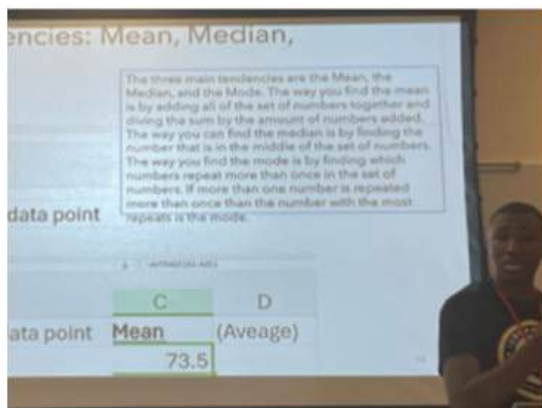 encies: Mean, Median,
The three main tendencies are the Mean, the
Median, and the Mode. The way you find the mean
is by adding all of the set of numbers together and
diving the sum by the amount of numbers added.
The way you can find the median is by finding the
number that is in the middle of the set of numbers.
The way you find the mode is by finding which
numbers repeat more than once in the set of
numbers. If more than one number is repeated
more than once than the number with the most
repeats is the mode.
data point
C D
ata point Mean (Aveage)
73.5